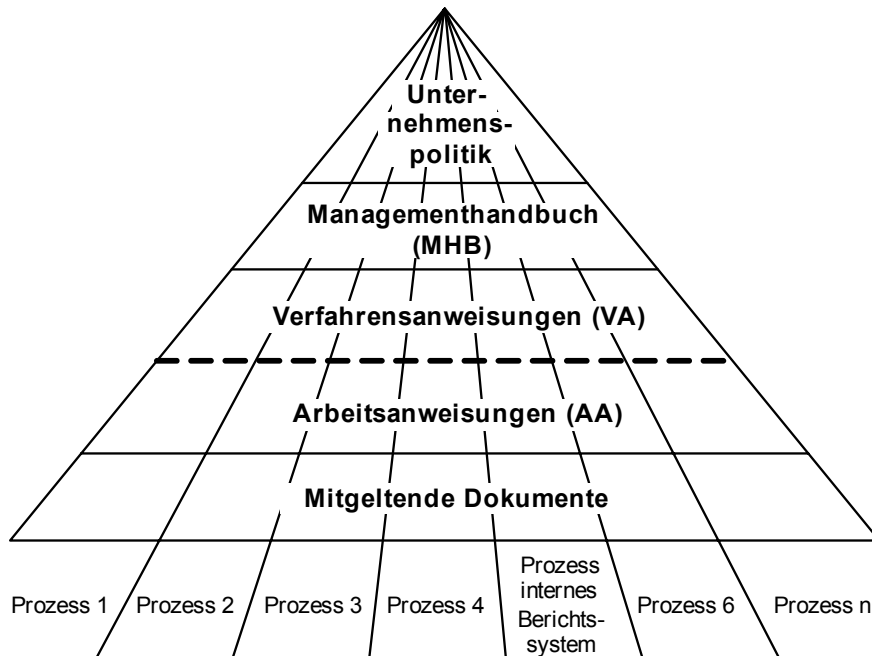 Unter-
nehmens-
politik
Managementhandbuch
(MHB)
Verfahrensanweisungen (VA)
Arbeitsanweisungen (AA)
Mitgeltende Dokumente
Prozess 1
Prozess 2
Prozess 3
Prozess 4
Prozess
internes
Berichts-
system
Prozess 6
Prozess n